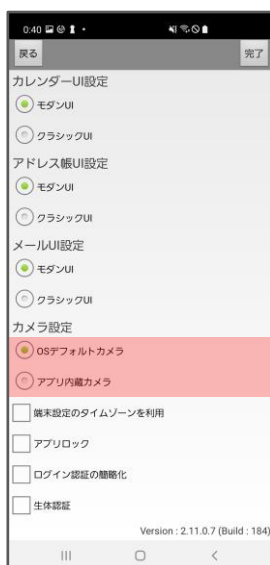 0:40
戻る
完了
カレンダーUI設定
モダンUI
クラシックUI
アドレス帳UI設定
モダンUI
クラシックUI
メールUI設定
モダンUI
クラシックUI
カメラ設定
OSデフォルトカメラ
アプリ内蔵カメラ
端末設定のタイムゾーンを利用
アプリロック
ログイン認証の簡略化
生体認証
Version : 2.11.0.7 (Build : 184)